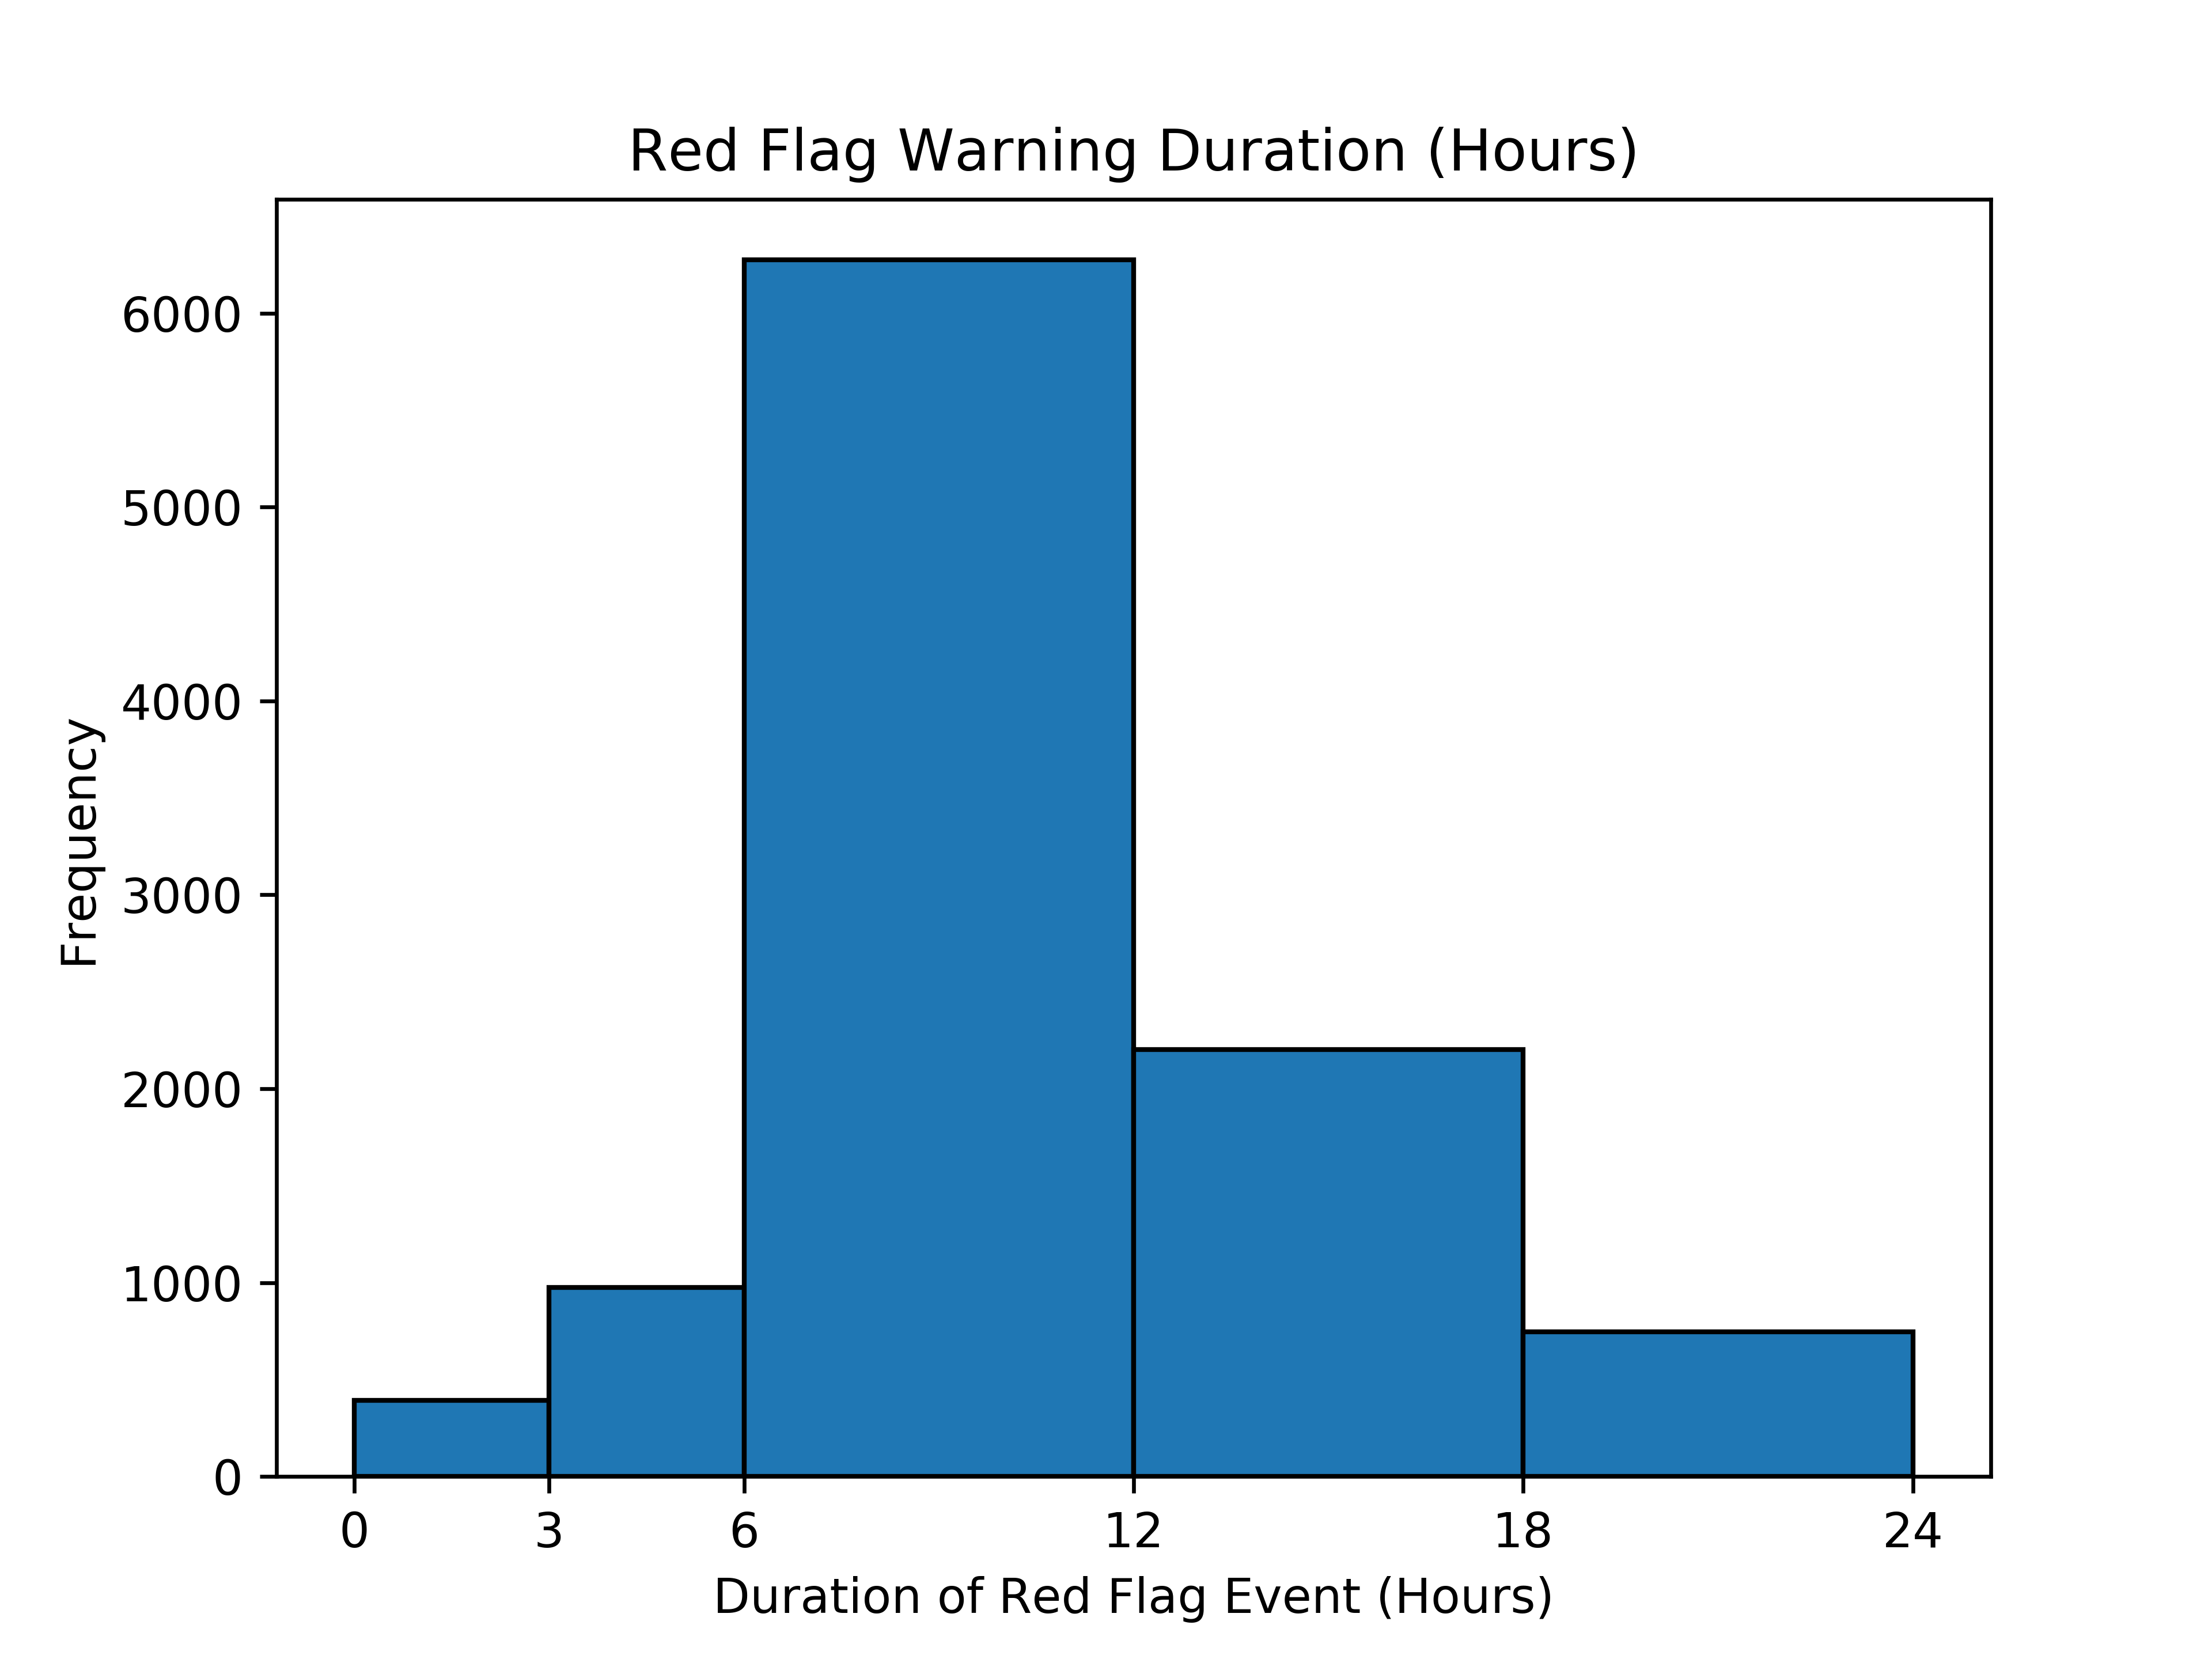 Red Flag Warning Duration (Hours)
Frequency
6000
5000
4000
3000
2000
1000
0
0 3 6 12 18 24
Duration of Red Flag Event (Hours)